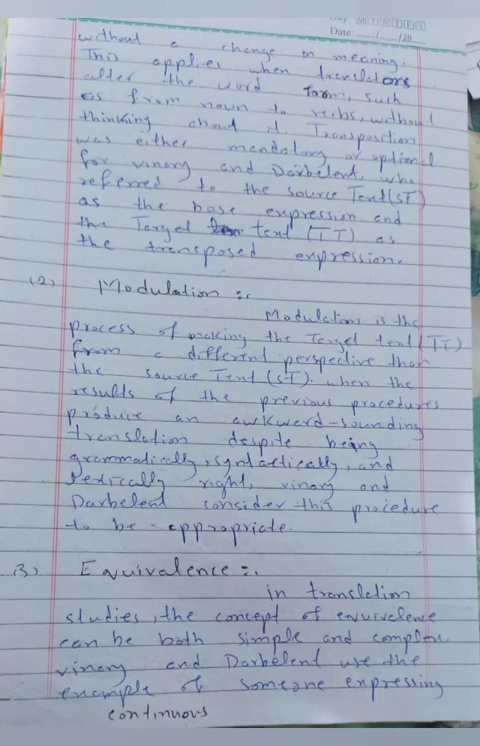 Day M T W T F S
Date: / /20
without a change in meaning.
This applies when translators
alter the word form, such
as from noun to verbs, without
thinking about it. Transposition
was either mandatory or optional
for vinary and Darbelent, who
referred to the source Text (ST)
as the base expression and
the Target text (TT) as
the transposed expression.
(2) Modulation :-
Modulation is the
process of making the Target text (TT)
from a different perspective than
the source Text (ST). when the
results of the previous procedures
produce an awkward-sounding
translation despite being
grammatically, syntactically, and
lexically right, vinary and
Darbelent consider this procedure
to be appropriate.
(3) Equivalence :-
in translation
studies, the concept of equivalence
can be both simple and complex.
vinary and Darbelent use the
example of someone expressing
continuous